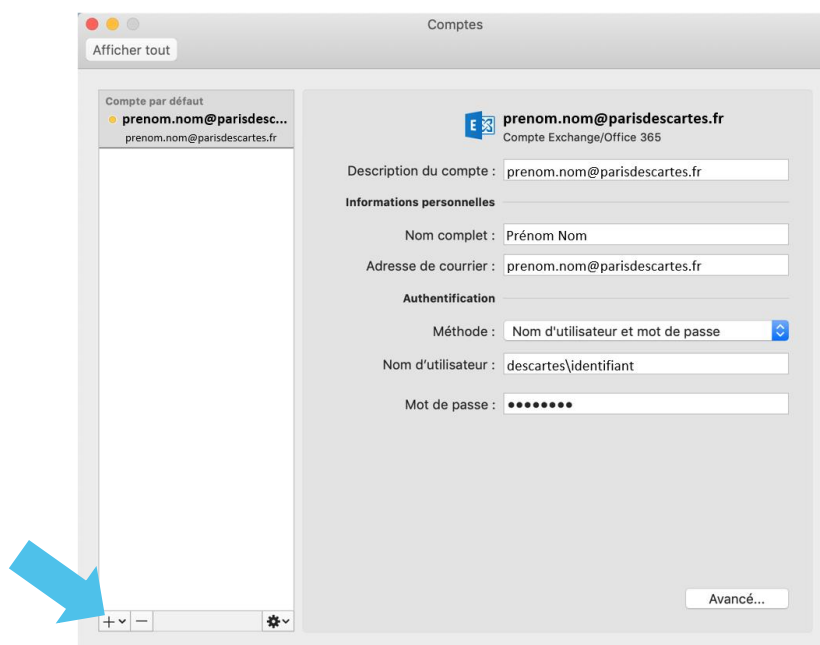 Comptes
Afficher tout
Compte par défaut
prenom.nom@parisdesc...
prenom.nom@parisdescartes.fr
E
prenom.nom@parisdescartes.fr
Compte Exchange/Office 365
Description du compte : prenom.nom@parisdescartes.fr
Informations personnelles
Nom complet : Prénom Nom
Adresse de courrier : prenom.nom@parisdescartes.fr
Authentification
Méthode : Nom d'utilisateur et mot de passe
Nom d’utilisateur : descartes\identifiant
Mot de passe : ••••••••
Avancé...